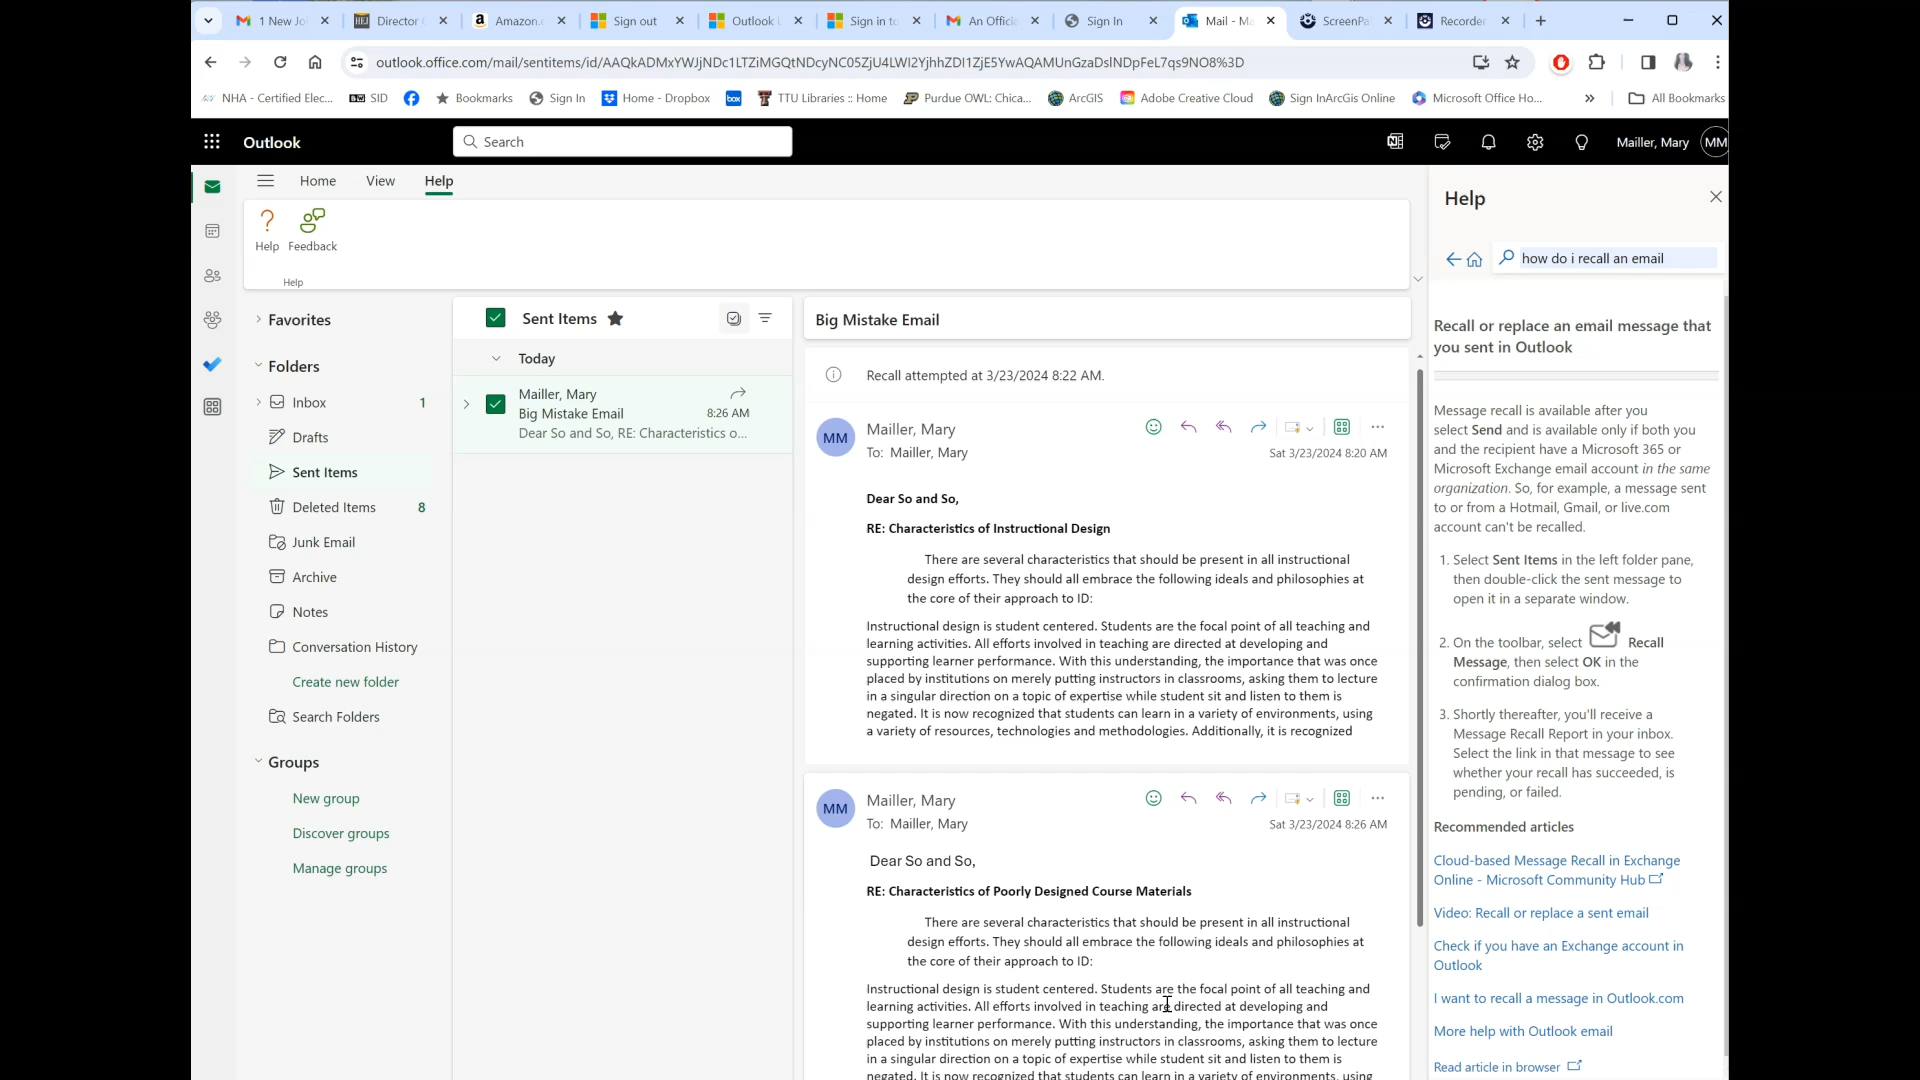 1 New Jo
Director
Amazon.
Sign out
Outlook
Sign in to
An Officia
Sign In
Mail - Ma
ScreenPa
Recorder
outlook.office.com/mail/sentitems/id/AAQkADMxYWJjNDc1LTZiMGQtNDcyNC05ZjU4LWI2YjhhZDI1ZjE5YwAQAMUnGzaDslNDpFeL7qs9NO8%3D
NHA - Certified Elec...
SID
Bookmarks
Sign In
Home - Dropbox
box
TTU Libraries :: Home
Purdue OWL: Chica...
ArcGIS
Adobe Creative Cloud
Sign InArcGis Online
Microsoft Office Ho...
All Bookmarks
Outlook
Search
Mailler, Mary
MM
Home
View
Help
Help
Feedback
Help
Favorites
Folders
Inbox 1
Drafts
Sent Items
Deleted Items 8
Junk Email
Archive
Notes
Conversation History
Create new folder
Search Folders
Groups
New group
Discover groups
Manage groups
Sent Items
Today
Mailler, Mary
Big Mistake Email 8:26 AM
Dear So and So, RE: Characteristics o...
Big Mistake Email
Recall attempted at 3/23/2024 8:22 AM.
MM
Mailler, Mary
To: Mailler, Mary
Sat 3/23/2024 8:20 AM
Dear So and So,
RE: Characteristics of Instructional Design
There are several characteristics that should be present in all instructional
design efforts. They should all embrace the following ideals and philosophies at
the core of their approach to ID:
Instructional design is student centered. Students are the focal point of all teaching and
learning activities. All efforts involved in teaching are directed at developing and
supporting learner performance. With this understanding, the importance that was once
placed by institutions on merely putting instructors in classrooms, asking them to lecture
in a singular direction on a topic of expertise while student sit and listen to them is
negated. It is now recognized that students can learn in a variety of environments, using
a variety of resources, technologies and methodologies. Additionally, it is recognized
MM
Mailler, Mary
To: Mailler, Mary
Sat 3/23/2024 8:26 AM
Dear So and So,
RE: Characteristics of Poorly Designed Course Materials
There are several characteristics that should be present in all instructional
design efforts. They should all embrace the following ideals and philosophies at
the core of their approach to ID:
Instructional design is student centered. Students are the focal point of all teaching and
learning activities. All efforts involved in teaching are directed at developing and
supporting learner performance. With this understanding, the importance that was once
placed by institutions on merely putting instructors in classrooms, asking them to lecture
in a singular direction on a topic of expertise while student sit and listen to them is
negated. It is now recognized that students can learn in a variety of environments, using
Help
how do i recall an email
Recall or replace an email message that
you sent in Outlook
Message recall is available after you
select Send and is available only if both you
and the recipient have a Microsoft 365 or
Microsoft Exchange email account in the same
organization. So, for example, a message sent
to or from a Hotmail, Gmail, or live.com
account can't be recalled.
1. Select Sent Items in the left folder pane,
then double-click the sent message to
open it in a separate window.
2. On the toolbar, select Recall
Message, then select OK in the
confirmation dialog box.
3. Shortly thereafter, you'll receive a
Message Recall Report in your inbox.
Select the link in that message to see
whether your recall has succeeded, is
pending, or failed.
Recommended articles
Cloud-based Message Recall in Exchange
Online - Microsoft Community Hub
Video: Recall or replace a sent email
Check if you have an Exchange account in
Outlook
I want to recall a message in Outlook.com
More help with Outlook email
Read article in browser